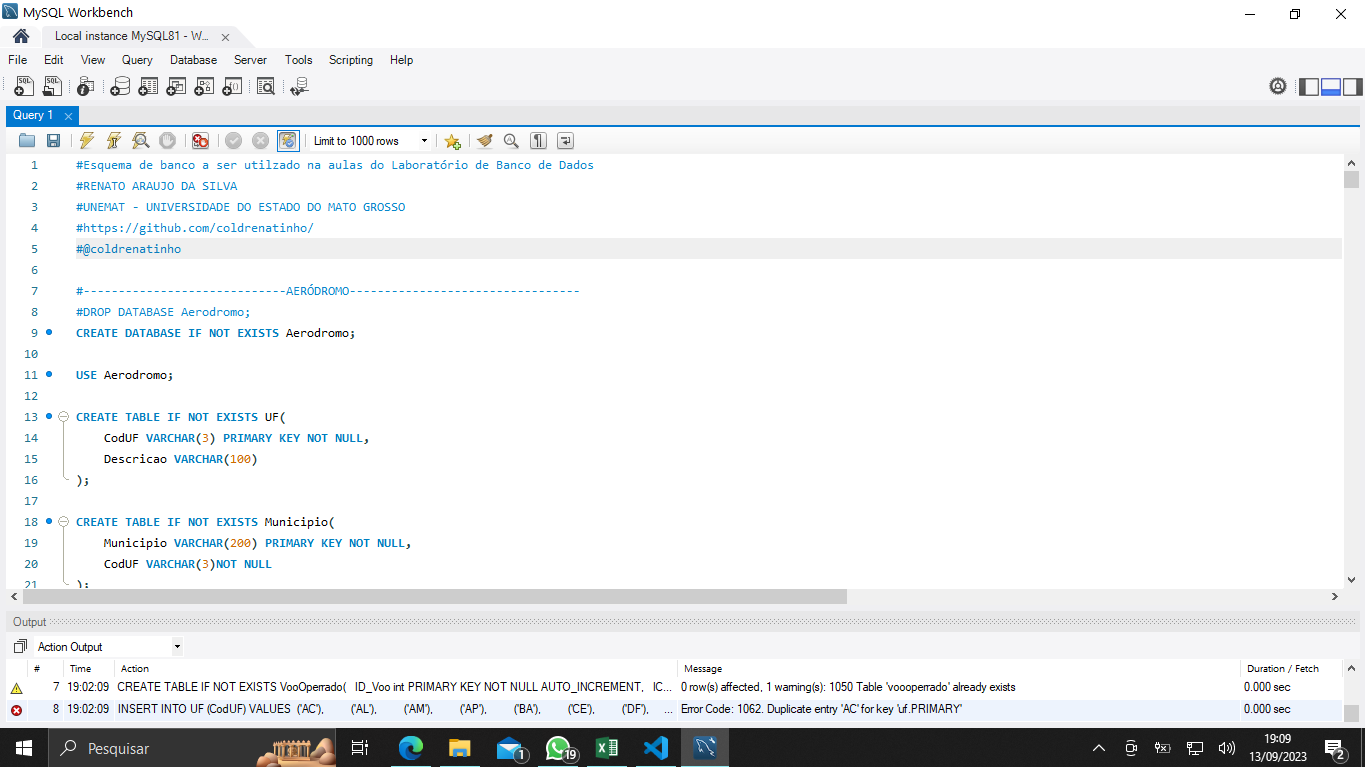 MySQL Workbench
Local instance MySQL81 - W...
File Edit View Query Database Server Tools Scripting Help
Query 1
Limit to 1000 rows
1 #Esquema de banco a ser utilzado na aulas do Laboratório de Banco de Dados
2 #RENATO ARAUJO DA SILVA
3 #UNEMAT - UNIVERSIDADE DO ESTADO DO MATO GROSSO
4 #https://github.com/coldrenatinho/
5 #@coldrenatinho
6
7 #-----------------------------AERÓDROMO---------------------------------
8 #DROP DATABASE Aerodromo;
9 CREATE DATABASE IF NOT EXISTS Aerodromo;
10
11 USE Aerodromo;
12
13 CREATE TABLE IF NOT EXISTS UF(
14 CodUF VARCHAR(3) PRIMARY KEY NOT NULL,
15 Descricao VARCHAR(100)
16 );
17
18 CREATE TABLE IF NOT EXISTS Municipio(
19 Municipio VARCHAR(200) PRIMARY KEY NOT NULL,
20 CodUF VARCHAR(3)NOT NULL
21 );
Output
Action Output
# Time Action Message Duration / Fetch
7 19:02:09 CREATE TABLE IF NOT EXISTS VooOperrado( ID_Voo int PRIMARY KEY NOT NULL AUTO_INCREMENT, IC... 0 row(s) affected, 1 warning(s): 1050 Table 'voooperrado' already exists 0.000 sec
8 19:02:09 INSERT INTO UF (CodUF) VALUES ('AC'), ('AL'), ('AM'), ('AP'), ('BA'), ('CE'), ('DF'), ... Error Code: 1062. Duplicate entry 'AC' for key 'uf.PRIMARY' 0.000 sec
Pesquisar
1
19
19:09
13/09/2023
2